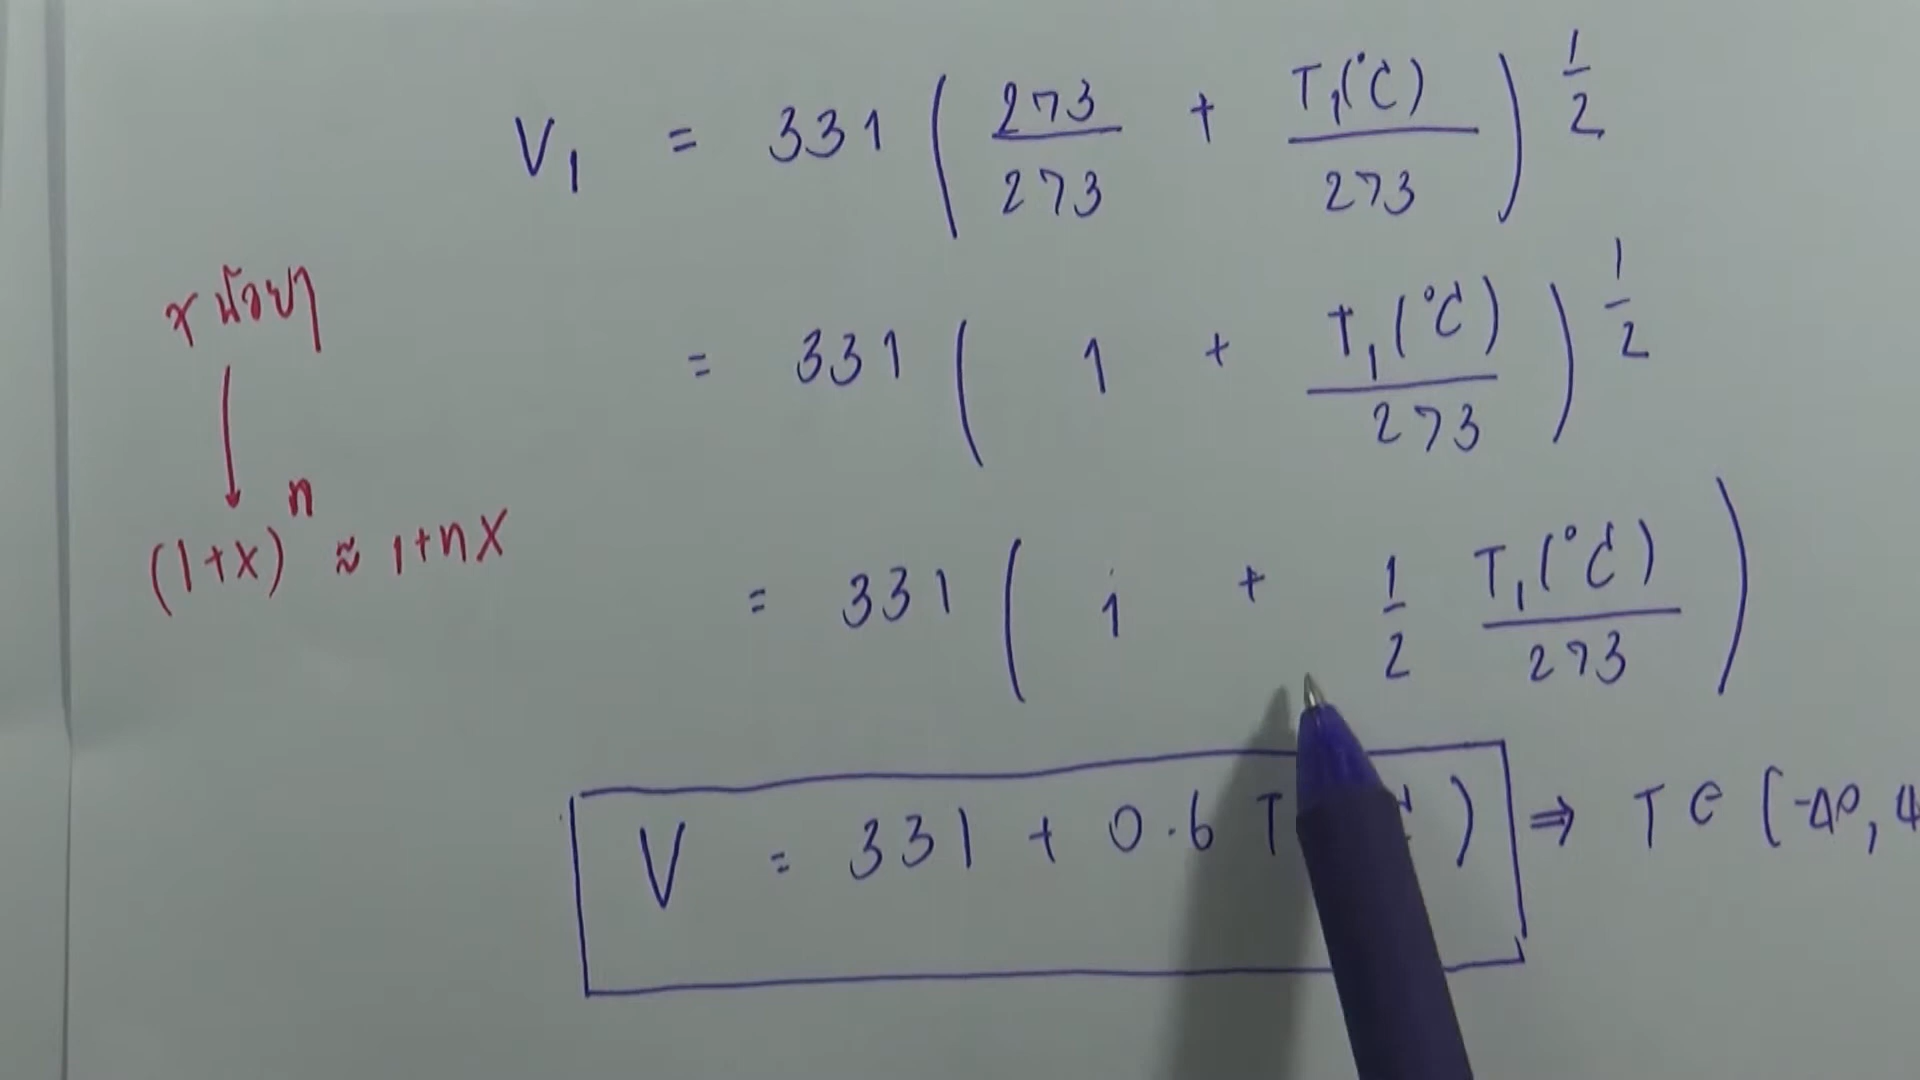 V₁ = 331 ( 273/273 + T₁(°C)/273 )^1/2
x น้อยๆ
= 331 ( 1 + T₁(°C)/273 )^1/2
(1+x)^n ≈ 1+nX
= 331 ( 1 + 1/2 T₁(°C)/273 )
V = 331 + 0.6 T ) ⇒ T ∈ (-40, 4